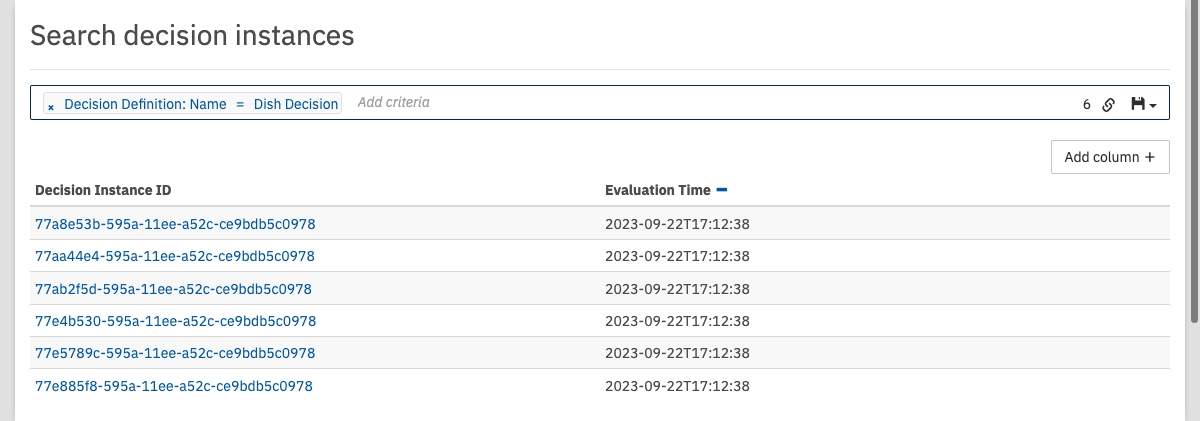 Search decision instances
× Decision Definition: Name = Dish Decision Add criteria 6
Add column +
Decision Instance ID Evaluation Time
77a8e53b-595a-11ee-a52c-ce9bdb5c0978 2023-09-22T17:12:38
77aa44e4-595a-11ee-a52c-ce9bdb5c0978 2023-09-22T17:12:38
77ab2f5d-595a-11ee-a52c-ce9bdb5c0978 2023-09-22T17:12:38
77e4b530-595a-11ee-a52c-ce9bdb5c0978 2023-09-22T17:12:38
77e5789c-595a-11ee-a52c-ce9bdb5c0978 2023-09-22T17:12:38
77e885f8-595a-11ee-a52c-ce9bdb5c0978 2023-09-22T17:12:38